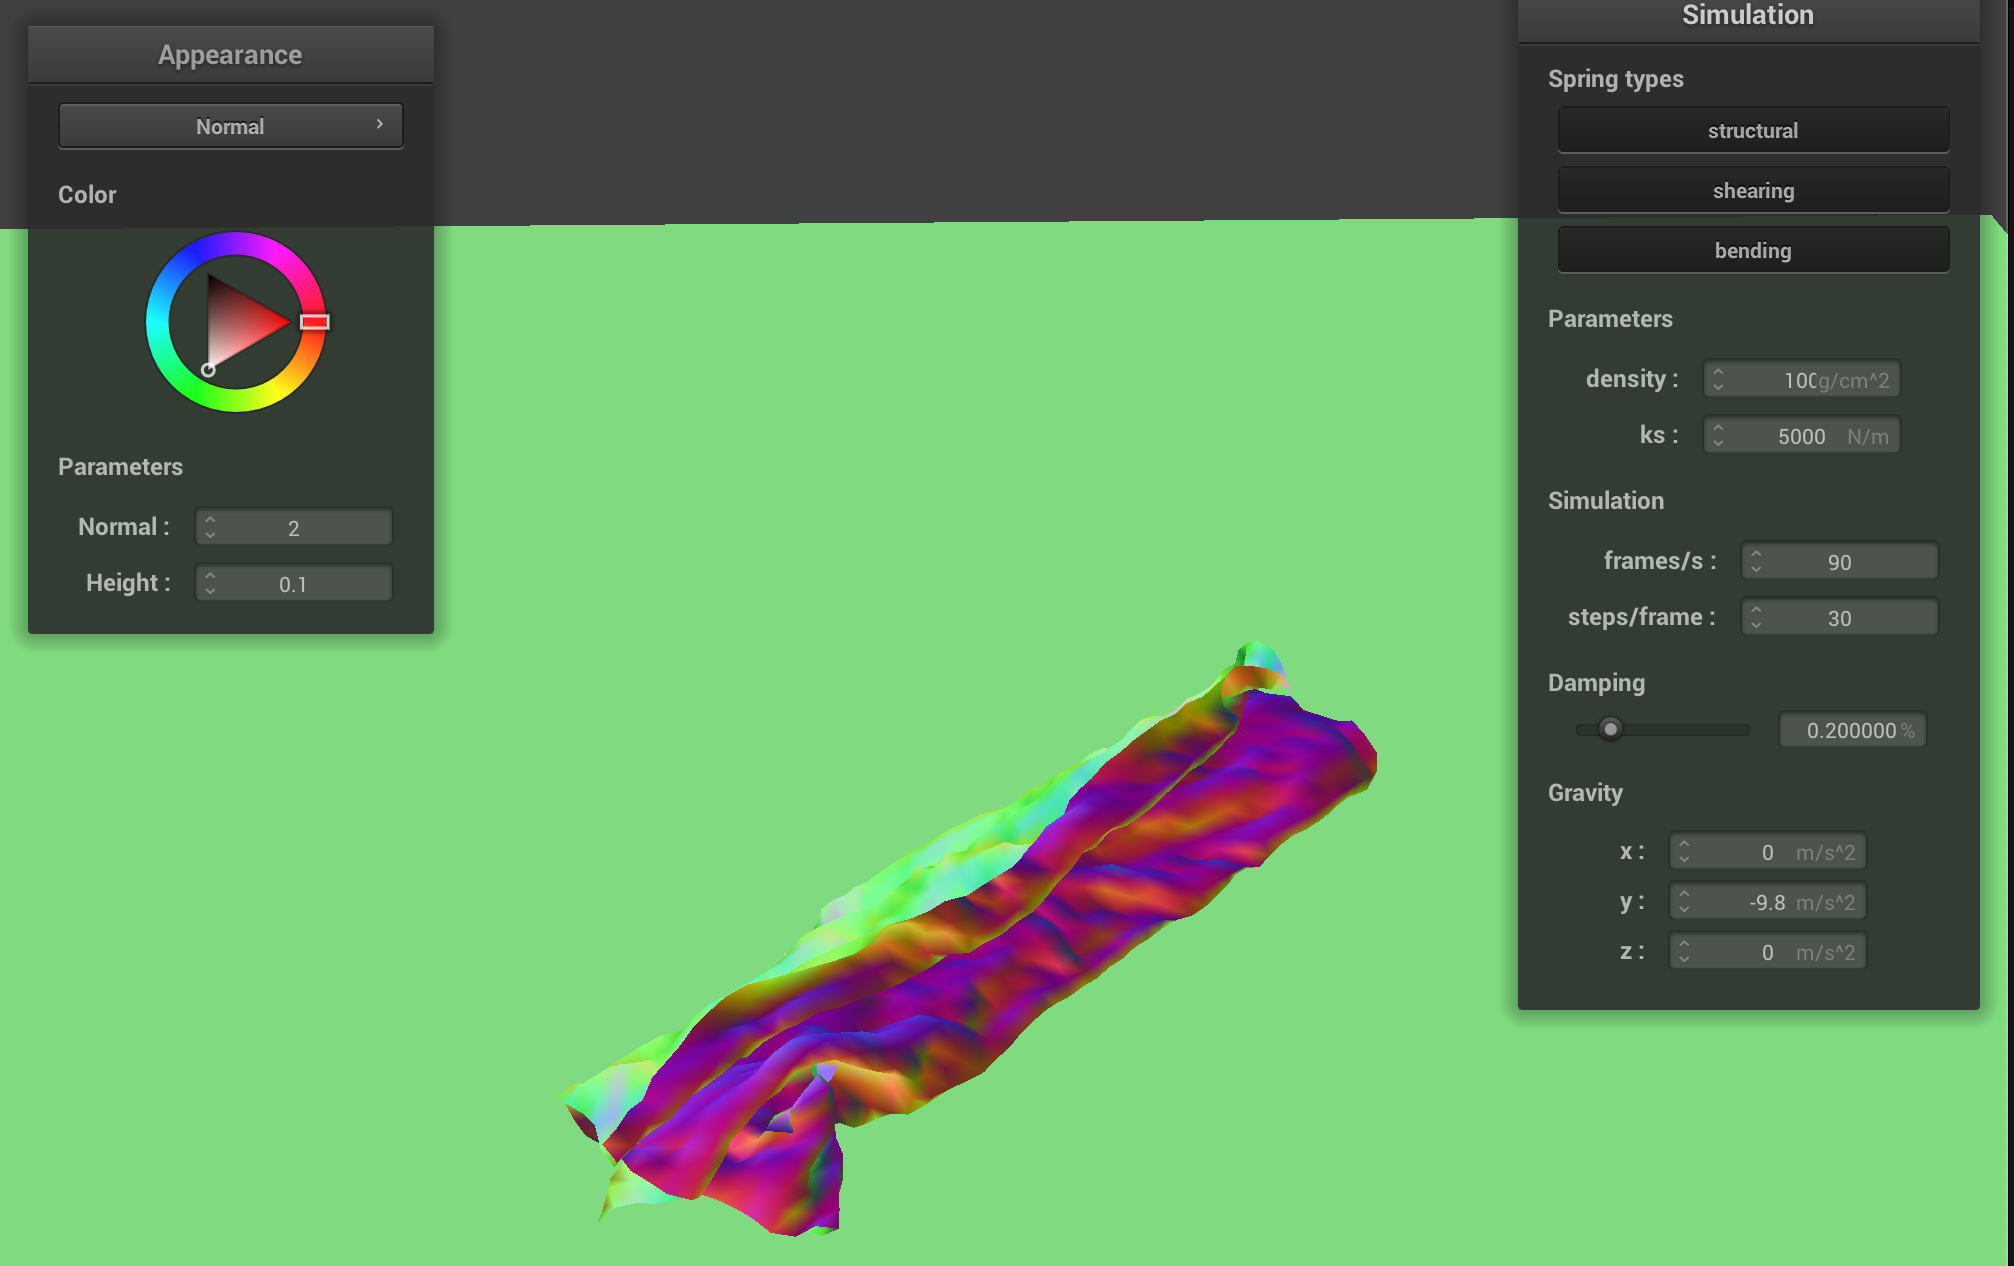 Appearance
Normal
Color
Parameters
Normal : 2
Height : 0.1
Simulation
Spring types
structural
shearing
bending
Parameters
density : 100 g/cm^2
ks : 5000 N/m
Simulation
frames/s : 90
steps/frame : 30
Damping
0.200000 %
Gravity
x : 0 m/s^2
y : -9.8 m/s^2
z : 0 m/s^2